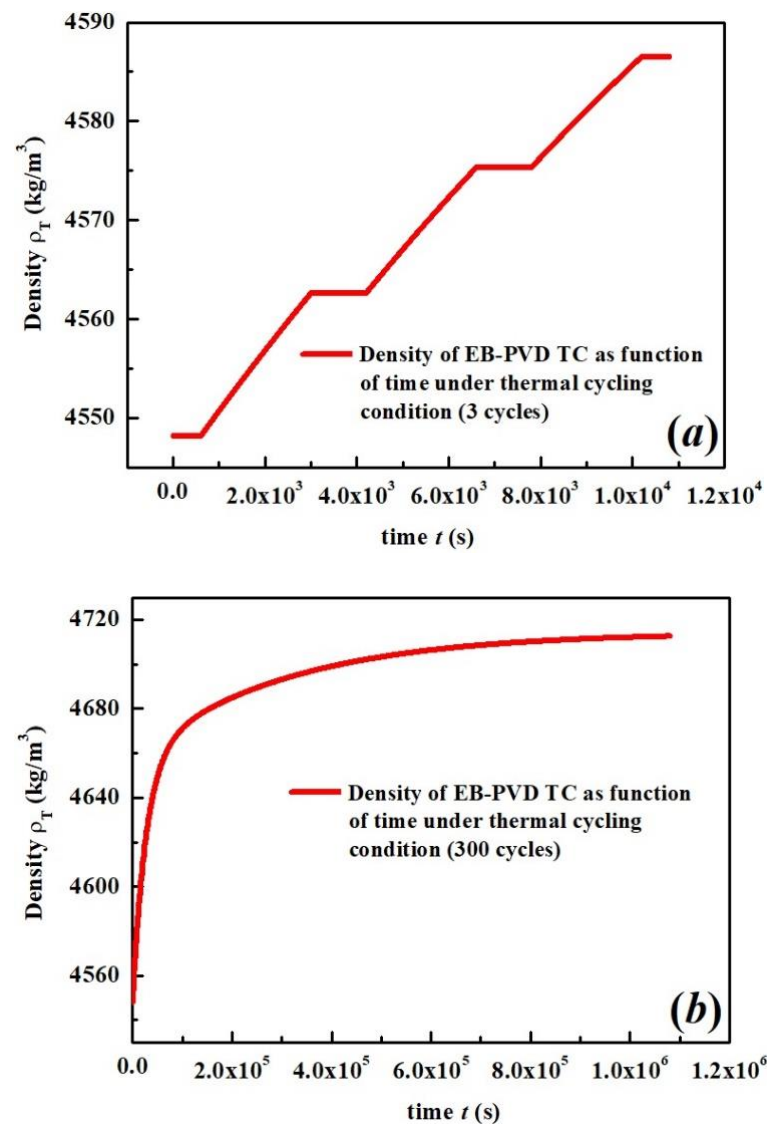 4590
4580
4570
4560
4550
Density ρT (kg/m³)
Density of EB-PVD TC as function
of time under thermal cycling
condition (3 cycles)
(a)
0.0 2.0x10³ 4.0x10³ 6.0x10³ 8.0x10³ 1.0x10⁴ 1.2x10⁴
time t (s)
4720
4680
4640
4600
4560
Density ρT (kg/m³)
Density of EB-PVD TC as function
of time under thermal cycling
condition (300 cycles)
(b)
0.0 2.0x10⁵ 4.0x10⁵ 6.0x10⁵ 8.0x10⁵ 1.0x10⁶ 1.2x10⁶
time t (s)